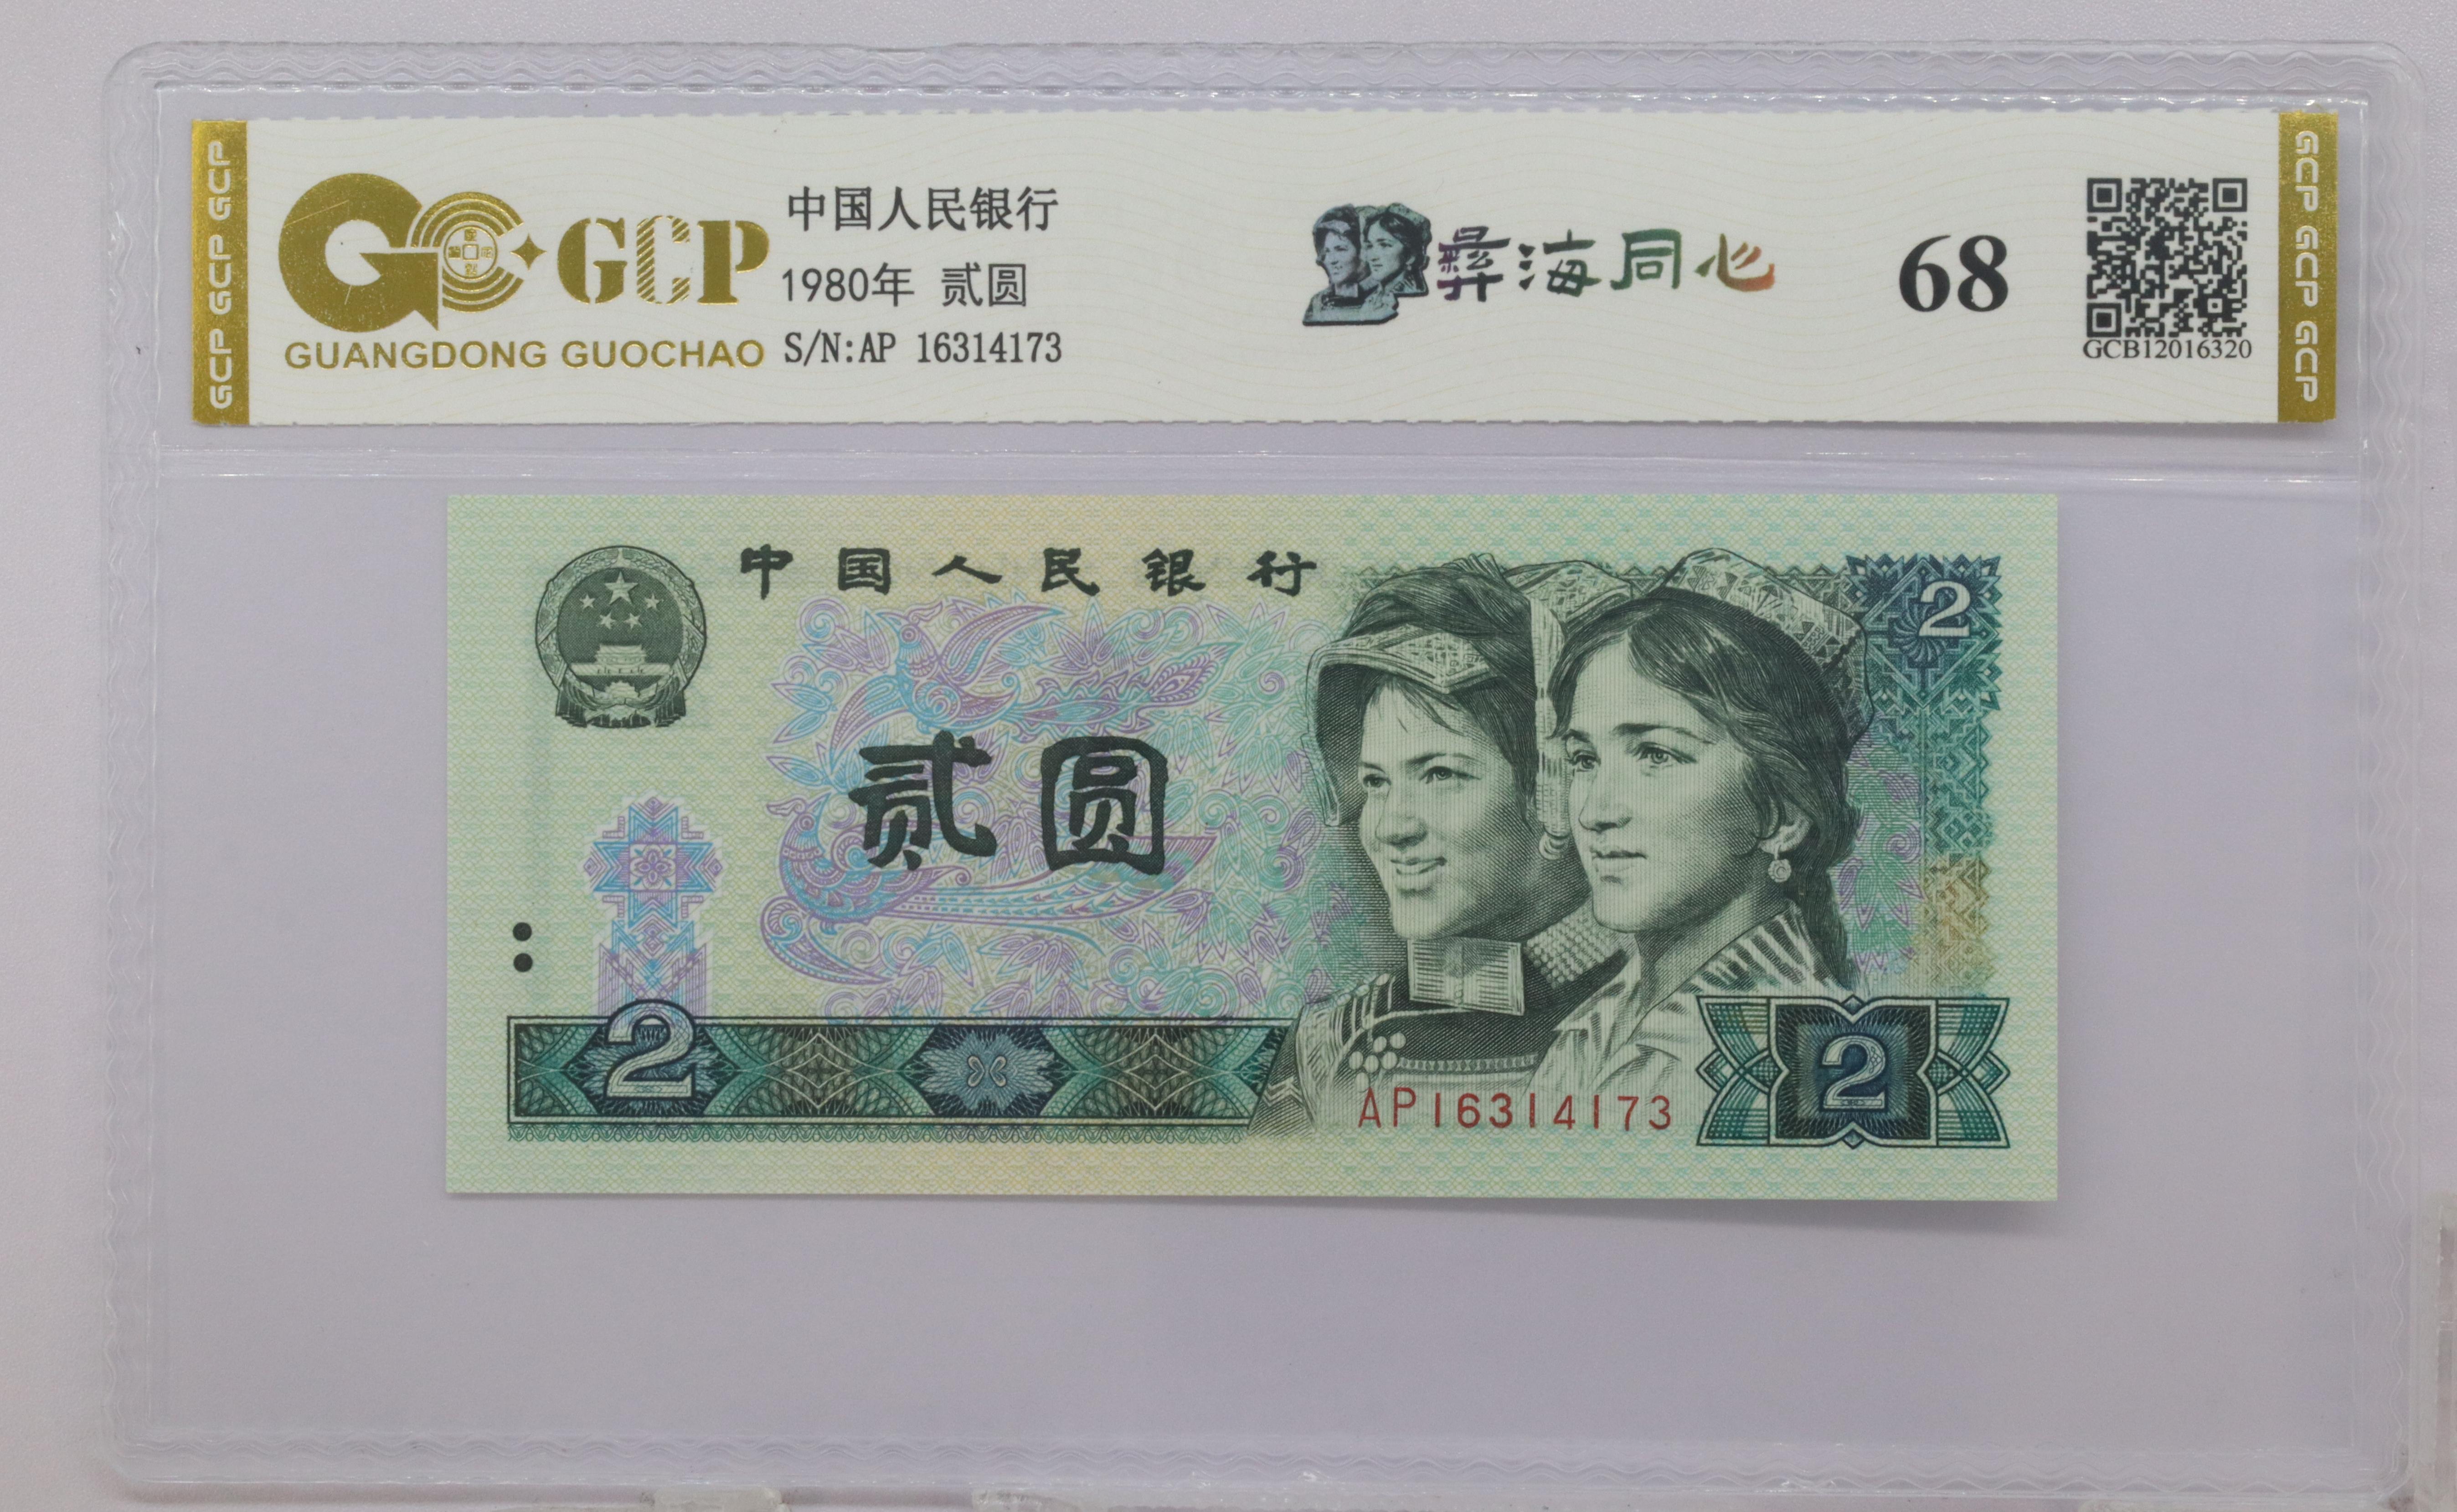 GCP GCP GCP
GCP
GUANGDONG GUOCHAO
中国人民银行
1980年 贰圆
S/N:AP 16314173
彝海同心
68
GCB12016320
GCP GCP GCP
中国人民银行
2
贰圆
2
AP16314173
2